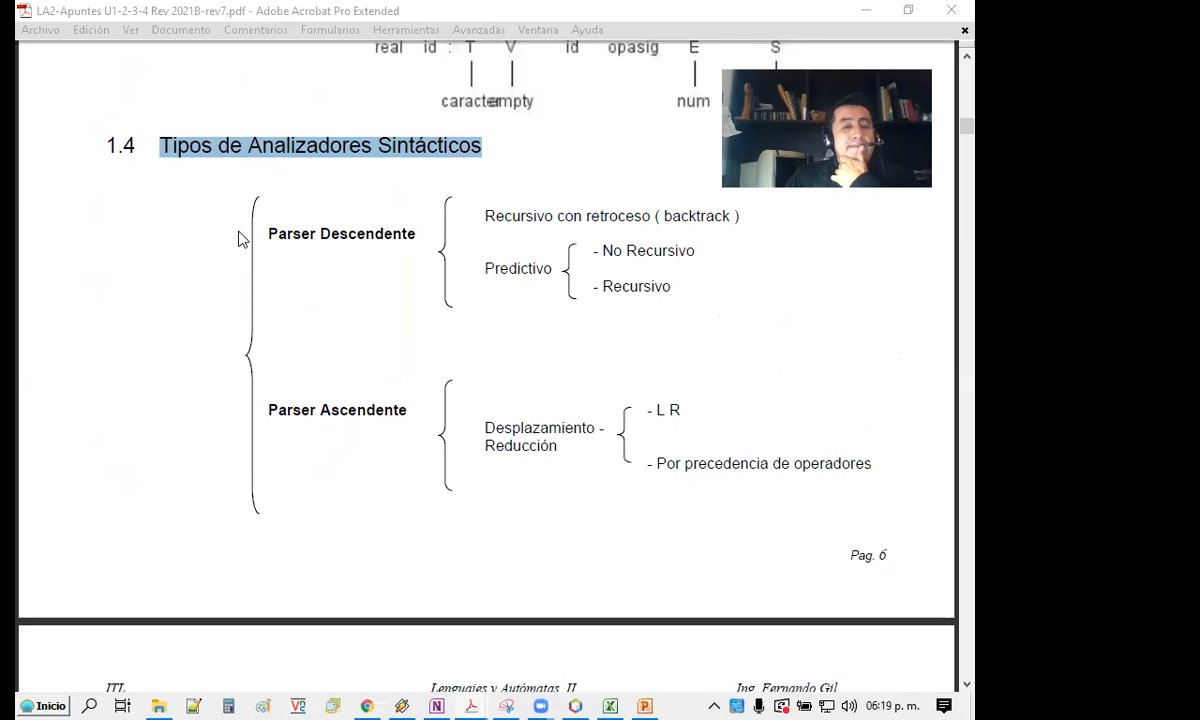 LA2-Apuntes U1-2-3-4 Rev 2021B-rev7.pdf - Adobe Acrobat Pro Extended
Archivo Edición Ver Documento Comentarios Formularios Herramientas Avanzadas Ventana Ayuda
real id : T V id opasig E S
caracter empty num
1.4 Tipos de Analizadores Sintácticos
Recursivo con retroceso ( backtrack )
Parser Descendente
- No Recursivo
Predictivo
- Recursivo
Parser Ascendente
- L R
Desplazamiento -
Reducción
- Por precedencia de operadores
Pag. 6
ITL Lenguajes y Autómatas II Ing. Fernando Gil
Inicio 06:19 p. m.